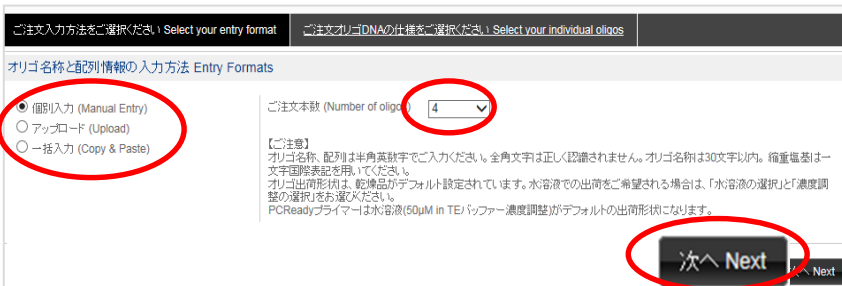 ご注文入力方法をご選択ください Select your entry format
ご注文オリゴDNAの仕様をご選択ください Select your individual oligos
オリゴ名称と配列情報の入力方法 Entry Formats
個別入力 (Manual Entry)
アップロード (Upload)
一括入力 (Copy & Paste)
ご注文本数 (Number of oligo) 4
【ご注意】
オリゴ名称、配列は半角英数字でご入力ください。全角文字は正しく認識されません。オリゴ名称は30文字以内。縮重塩基は一
文字国際表記を用いてください。
オリゴ出荷形状は、乾燥品がデフォルト設定されています。水溶液での出荷をご希望される場合は、「水溶液の選択」と「濃度調
整の選択」をお選びください。
PCReadyプライマーは水溶液(50μM in TEバッファー濃度調整)がデフォルトの出荷形状になります。
次へ Next
へ Next